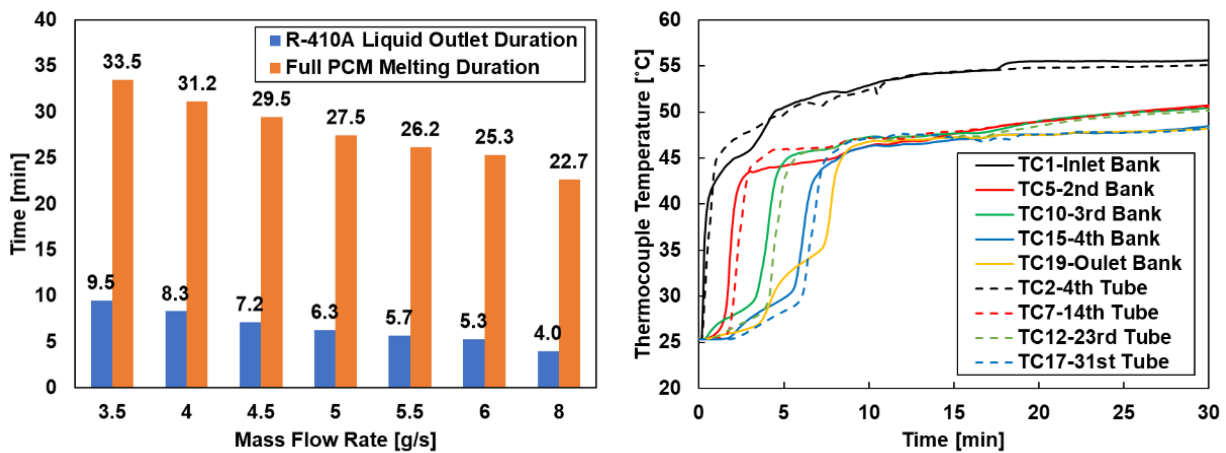 40
35
30
25
20
15
10
5
0
Time [min]
R-410A Liquid Outlet Duration
Full PCM Melting Duration
33.5
31.2
29.5
27.5
26.2
25.3
22.7
9.5
8.3
7.2
6.3
5.7
5.3
4.0
3.5 4 4.5 5 5.5 6 8
Mass Flow Rate [g/s]
60
55
50
45
40
35
30
25
20
Thermocouple Temperature [°C]
TC1-Inlet Bank
TC5-2nd Bank
TC10-3rd Bank
TC15-4th Bank
TC19-Oulet Bank
TC2-4th Tube
TC7-14th Tube
TC12-23rd Tube
TC17-31st Tube
0 5 10 15 20 25 30
Time [min]